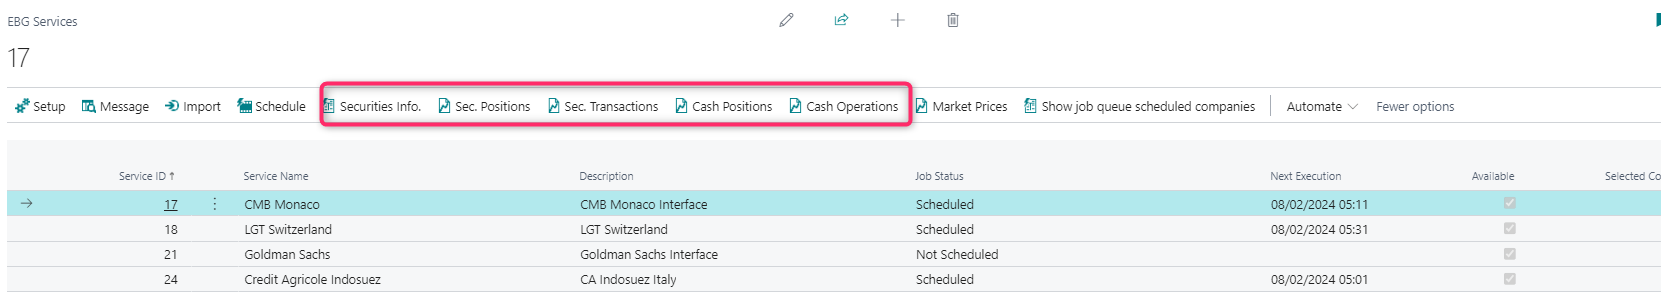 EBG Services
17
Setup Message Import Schedule Securities Info. Sec. Positions Sec. Transactions Cash Positions Cash Operations Market Prices Show job queue scheduled companies Automate Fewer options
Service ID ↑ Service Name Description Job Status Next Execution Available Selected Co
17 CMB Monaco CMB Monaco Interface Scheduled 08/02/2024 05:11
18 LGT Switzerland LGT Switzerland Scheduled 08/02/2024 05:31
21 Goldman Sachs Goldman Sachs Interface Not Scheduled
24 Credit Agricole Indosuez CA Indosuez Italy Scheduled 08/02/2024 05:01